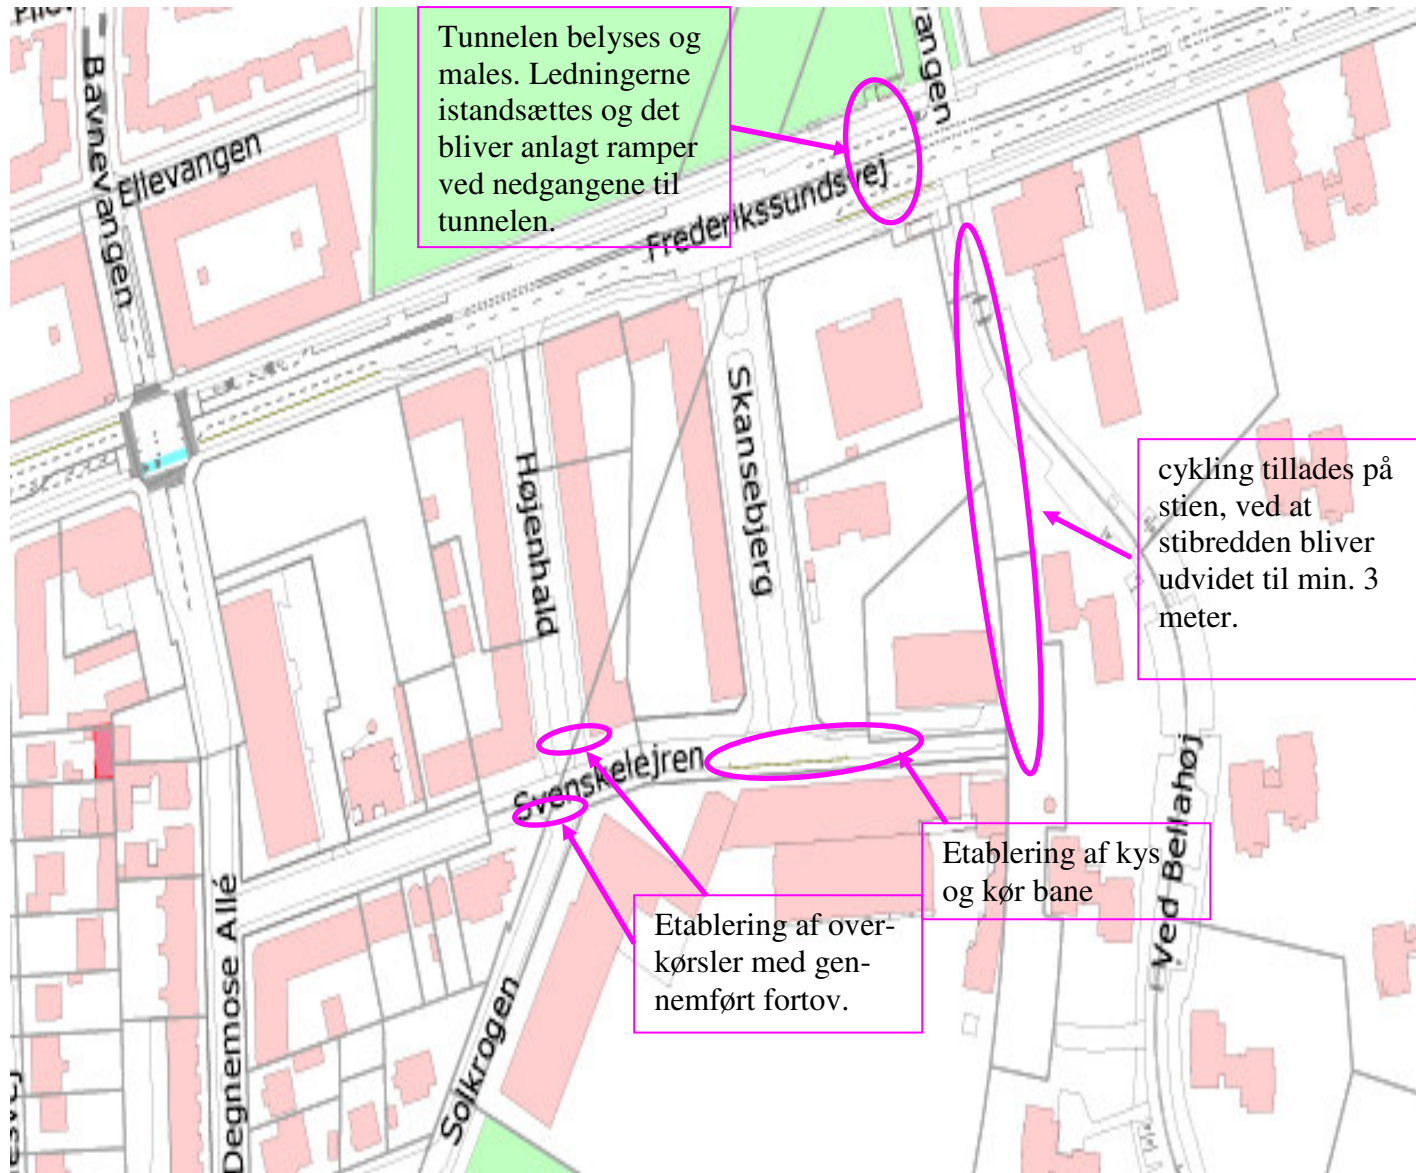 Tunnelen belyses og
males. Ledningerne
istandsættes og det
bliver anlagt ramper
ved nedgangene til
tunnelen.
Bavnevangen
Ellevangen
vangen
Frederikssundsvej
Skansebjerg
Højenhald
cykling tillades på
stien, ved at
stibredden bliver
udvidet til min. 3
meter.
Svenskelejren
Etablering af kys
og kør bane
Etablering af over-
kørsler med gen-
nemført fortov.
Ved Bellahøj
Degnemose Allé
Solkrogen